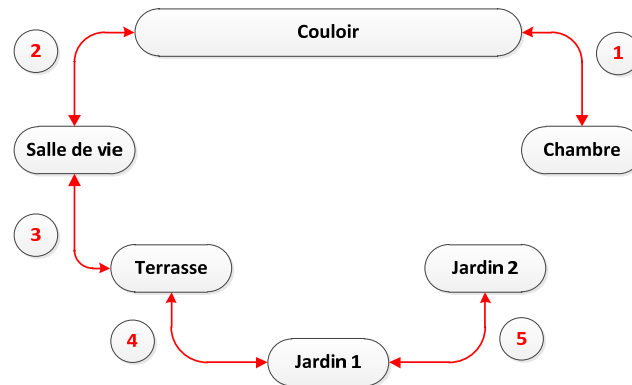 Couloir
2
1
Salle de vie
Chambre
3
Terrasse
Jardin 2
4
5
Jardin 1